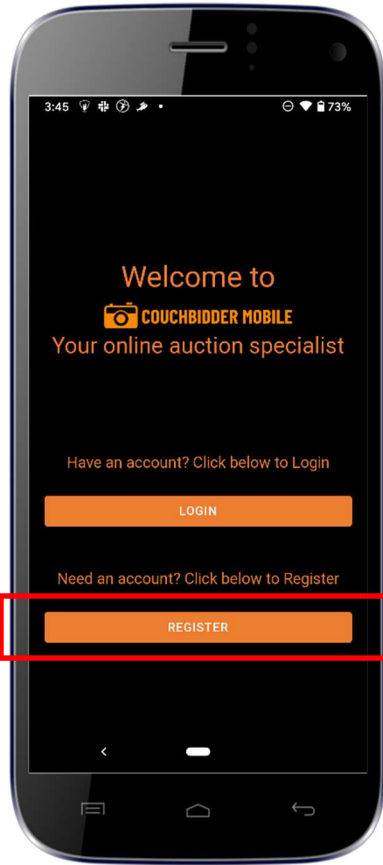 3:45
73%
Welcome to
COUCHBIDDER MOBILE
Your online auction specialist
Have an account? Click below to Login
LOGIN
Need an account? Click below to Register
REGISTER